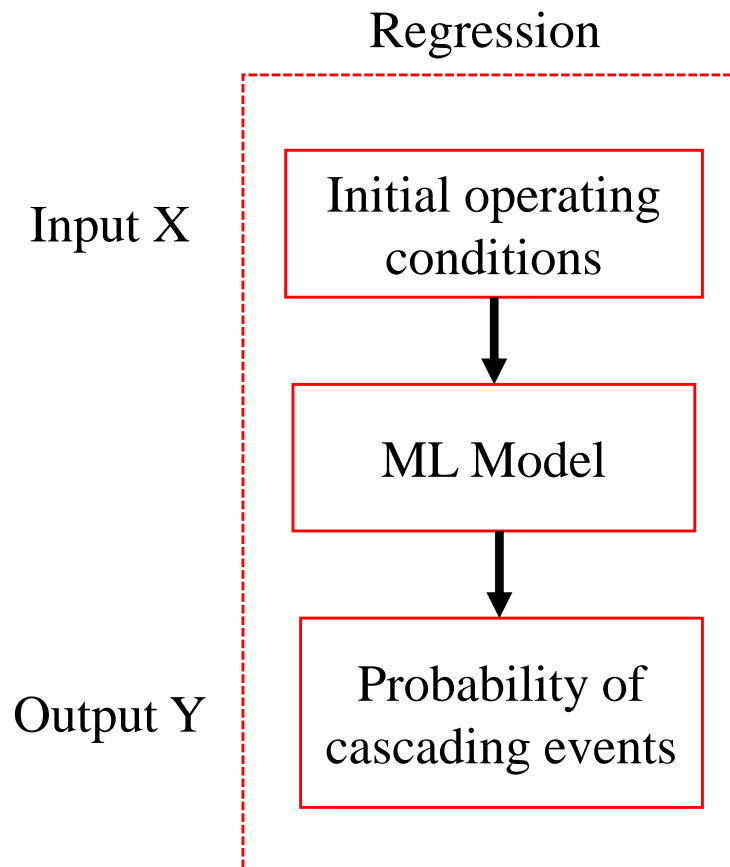 Regression
Input X
Initial operating
conditions
ML Model
Output Y
Probability of
cascading events